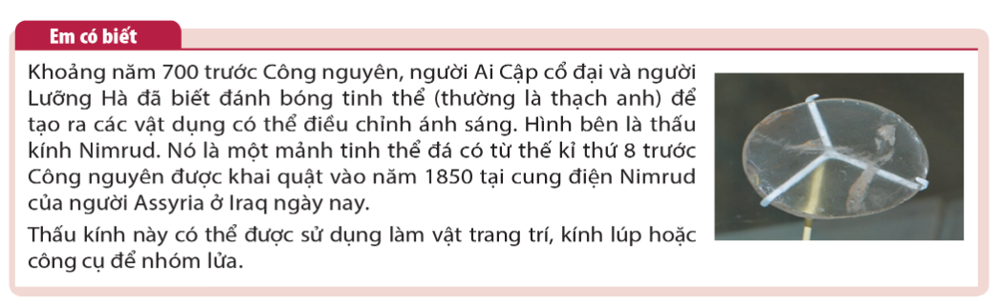 Em có biết
Khoảng năm 700 trước Công nguyên, người Ai Cập cổ đại và người
Lưỡng Hà đã biết đánh bóng tinh thể (thường là thạch anh) để
tạo ra các vật dụng có thể điều chỉnh ánh sáng. Hình bên là thấu
kính Nimrud. Nó là một mảnh tinh thể đá có từ thế kỉ thứ 8 trước
Công nguyên được khai quật vào năm 1850 tại cung điện Nimrud
của người Assyria ở Iraq ngày nay.
Thấu kính này có thể được sử dụng làm vật trang trí, kính lúp hoặc
công cụ để nhóm lửa.